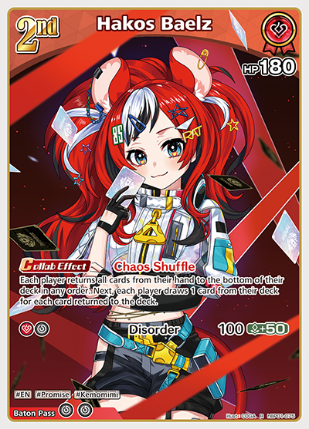 2nd
Hakos Baelz
HP180
85
RAT
Collab Effect
Chaos Shuffle
Each player returns all cards from their hand to the bottom of their
deck in any order. Next, each player draws 1 card from their deck
for each card returned to the deck.
Disorder
100
+50
#EN #Promise #Kemomimi
Baton Pass